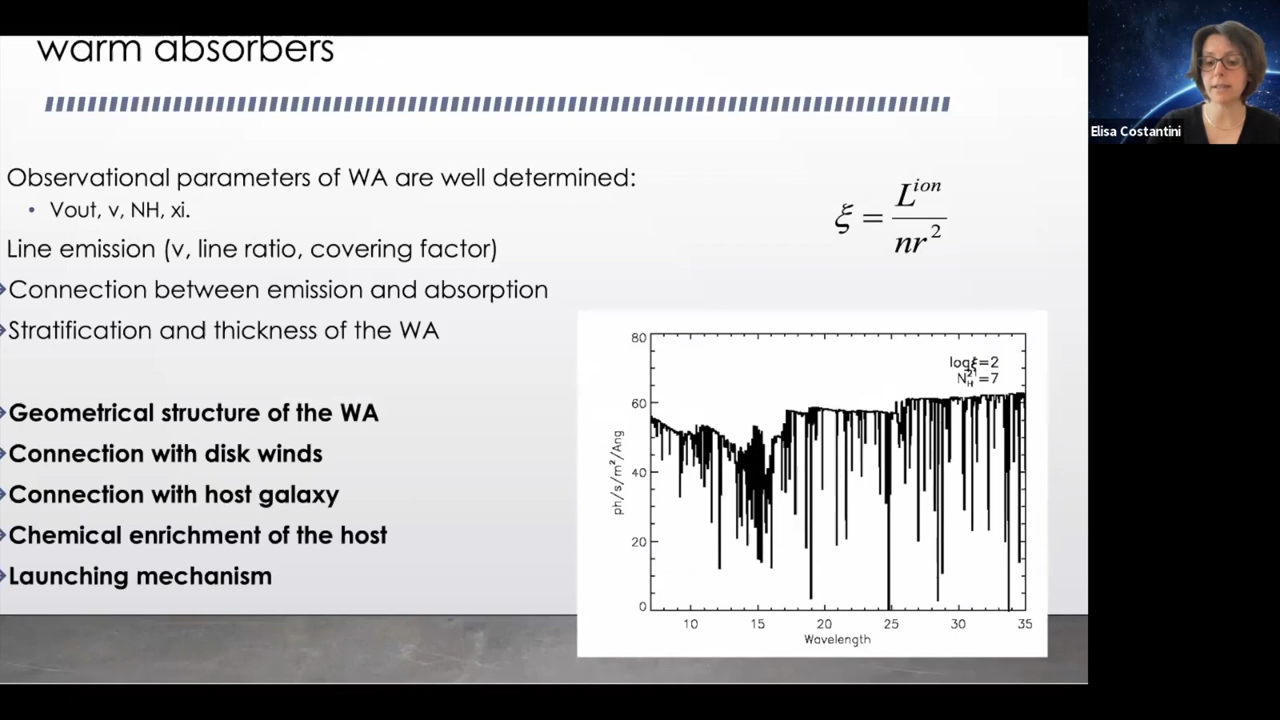 warm absorbers
Observational parameters of WA are well determined:
• Vout, v, NH, xi.
Line emission (v, line ratio, covering factor)
Connection between emission and absorption
Stratification and thickness of the WA
Geometrical structure of the WA
Connection with disk winds
Connection with host galaxy
Chemical enrichment of the host
Launching mechanism
ξ = L^ion / nr^2
logξ=2
N_H^21=7
ph/s/m²/Ang
80
60
40
20
0
10 15 20 25 30 35
Wavelength
Elisa Costantini